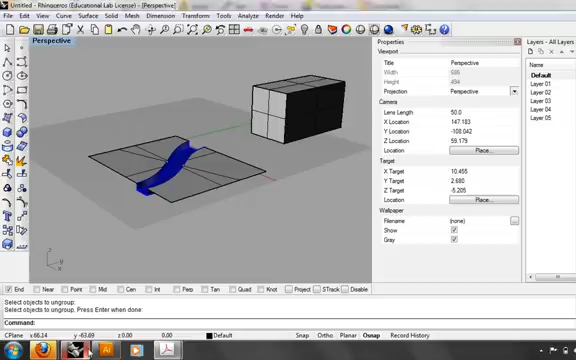 Untitled - Rhinoceros (Educational Lab License) - [Perspective]
File Edit View Curve Surface Solid Mesh Dimension Transform Tools Analyze Render Help
Perspective
Properties
Viewport
Title Perspective
Width 686
Height 494
Projection Perspective
Camera
Lens Length 50.0
X Location 147.183
Y Location -108.042
Z Location 59.179
Location Place...
Target
X Target 10.455
Y Target 2.680
Z Target -5.205
Location Place...
Wallpaper
Filename (none) ...
Show
Gray
Layers - All Layers
Name
Default
Layer 01
Layer 02
Layer 03
Layer 04
Layer 05
z
y
x
End Near Point Mid Cen Int Perp Tan Quad Knot Project STrack Disable
Select objects to ungroup:
Select objects to ungroup. Press Enter when done:
Command:
CPlane x 66.14 y -63.69 z 0.00 0.00 Default Snap Ortho Planar Osnap Record History
Ai